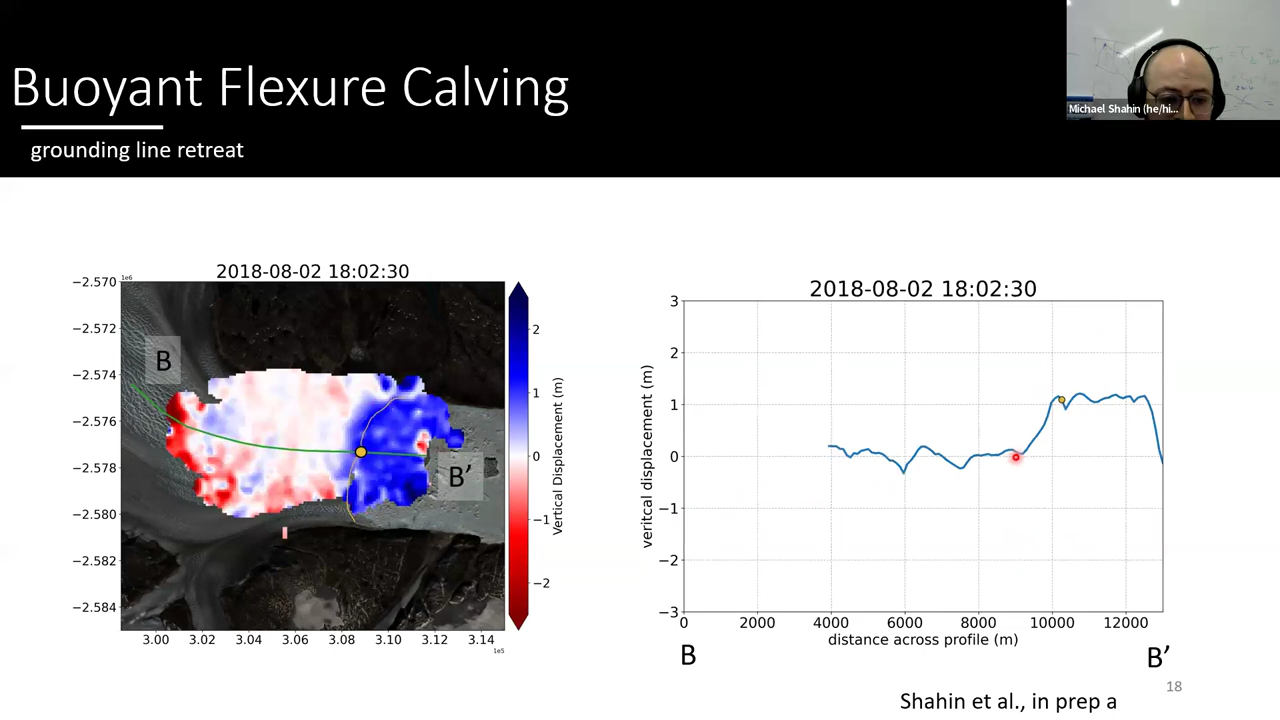 Buoyant Flexure Calving
grounding line retreat
Michael Shahin (he/hi...
2018-08-02 18:02:30
1e6
−2.570
−2.572
−2.574
−2.576
−2.578
−2.580
−2.582
−2.584
3.00 3.02 3.04 3.06 3.08 3.10 3.12 3.14
1e5
B
B’
2
1
0
−1
−2
Vertical Displacement (m)
2018-08-02 18:02:30
3
2
1
0
−1
−2
−3
veritcal displacement (m)
0 2000 4000 6000 8000 10000 12000
distance across profile (m)
B
B’
18
Shahin et al., in prep a